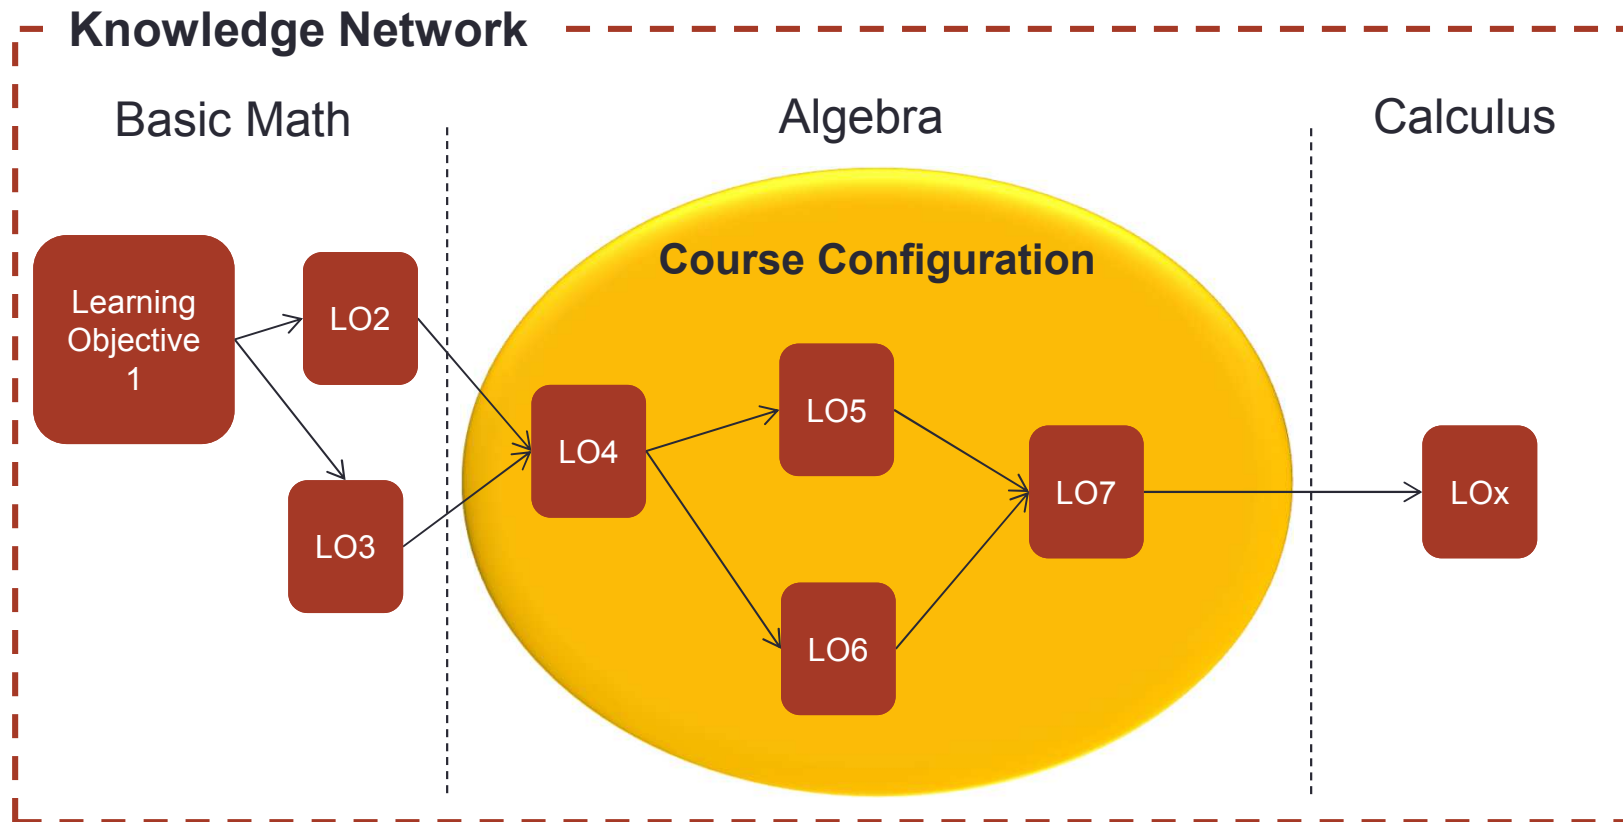 Knowledge Network
Basic Math
Algebra
Calculus
Course Configuration
Learning
Objective
1
LO2
LO3
LO4
LO5
LO6
LO7
LOx